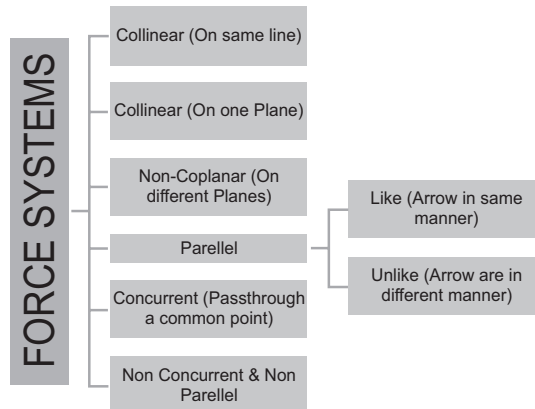 FORCE SYSTEMS
Collinear (On same line)
Collinear (On one Plane)
Non-Coplanar (On
different Planes)
Parellel
Like (Arrow in same
manner)
Unlike (Arrow are in
different manner)
Concurrent (Passthrough
a common point)
Non Concurrent & Non
Parellel